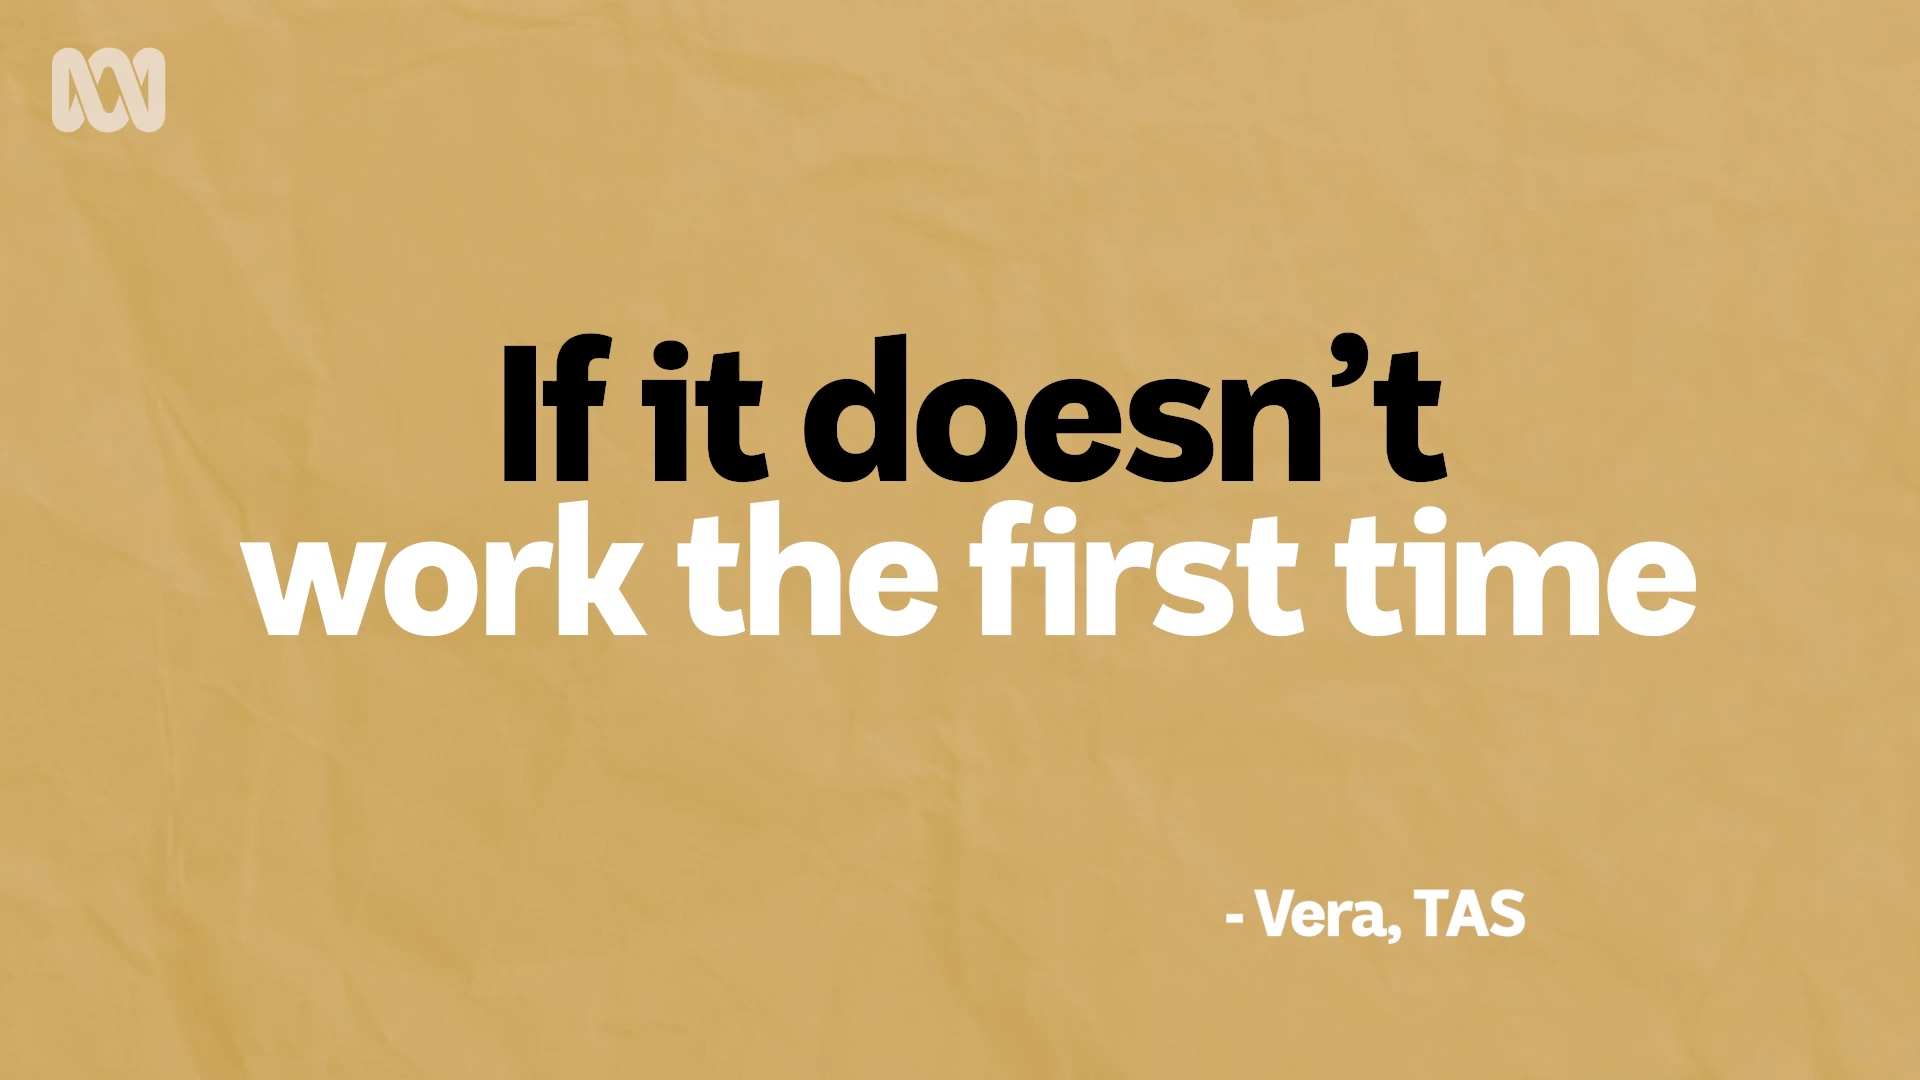 If it doesn’t
work the first time
- Vera, TAS